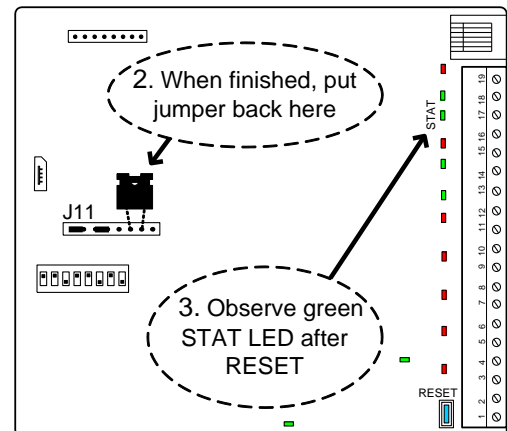 2. When finished, put
jumper back here
J11
3. Observe green
STAT LED after
RESET
STAT
RESET
19
18
17
16
15
14
13
12
11
10
9
8
7
6
5
4
3
2
1